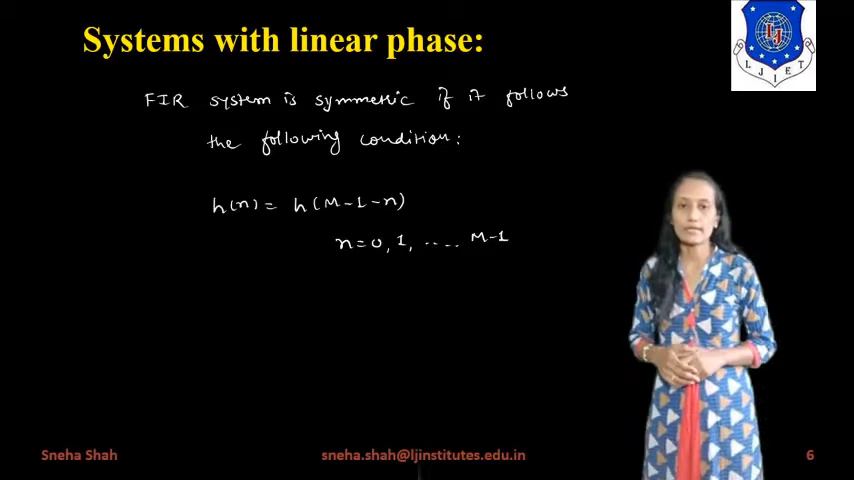 Systems with linear phase:
LJIET
FIR system is symmetric if it follows
the following condition:
h(n) = h(M-1-n)
n=0, 1, ..... M-1
Sneha Shah
sneha.shah@ljinstitutes.edu.in
6